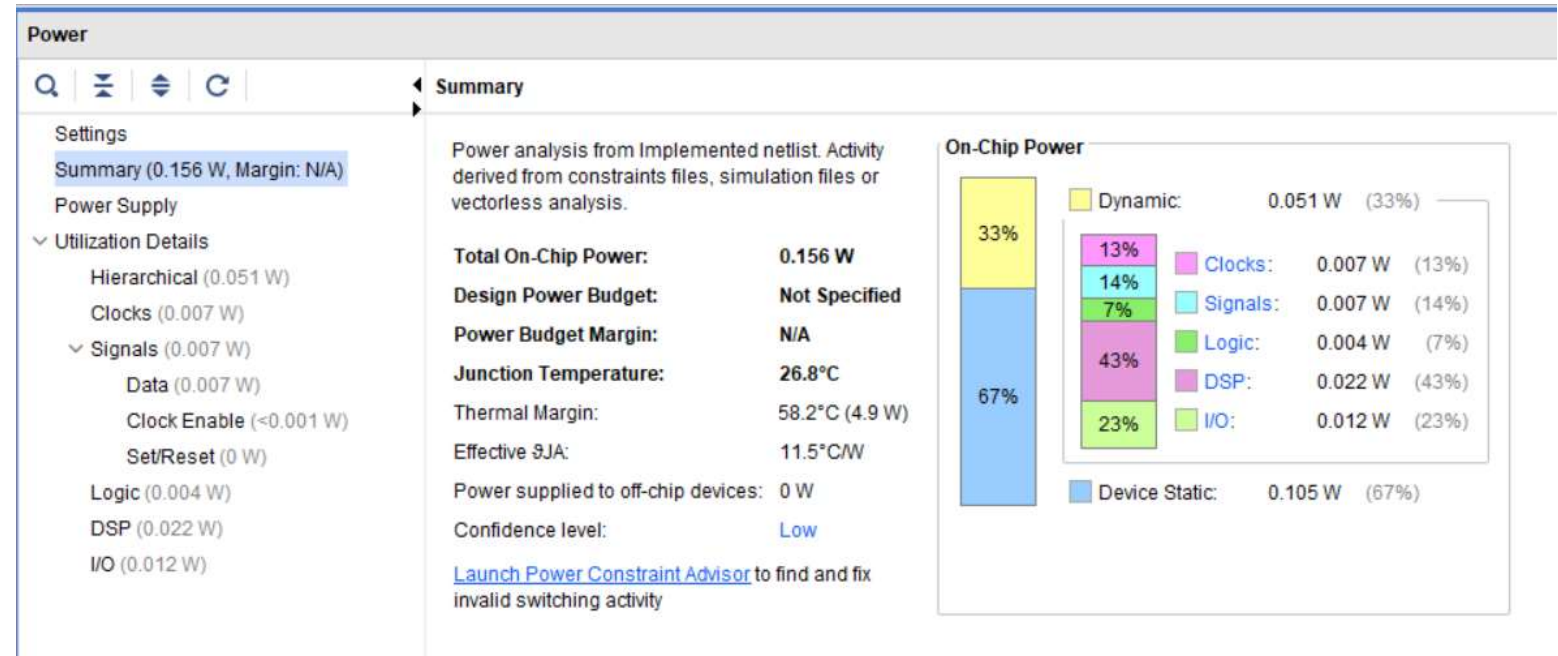 Power
Summary
Settings
Summary (0.156 W, Margin: N/A)
Power Supply
Utilization Details
Hierarchical (0.051 W)
Clocks (0.007 W)
Signals (0.007 W)
Data (0.007 W)
Clock Enable (<0.001 W)
Set/Reset (0 W)
Logic (0.004 W)
DSP (0.022 W)
I/O (0.012 W)
Power analysis from Implemented netlist. Activity
derived from constraints files, simulation files or
vectorless analysis.
Total On-Chip Power: 0.156 W
Design Power Budget: Not Specified
Power Budget Margin: N/A
Junction Temperature: 26.8°C
Thermal Margin: 58.2°C (4.9 W)
Effective ϑJA: 11.5°C/W
Power supplied to off-chip devices: 0 W
Confidence level: Low
Launch Power Constraint Advisor to find and fix
invalid switching activity
On-Chip Power
33%
67%
Dynamic: 0.051 W (33%)
13%
14%
7%
43%
23%
Clocks: 0.007 W (13%)
Signals: 0.007 W (14%)
Logic: 0.004 W (7%)
DSP: 0.022 W (43%)
I/O: 0.012 W (23%)
Device Static: 0.105 W (67%)